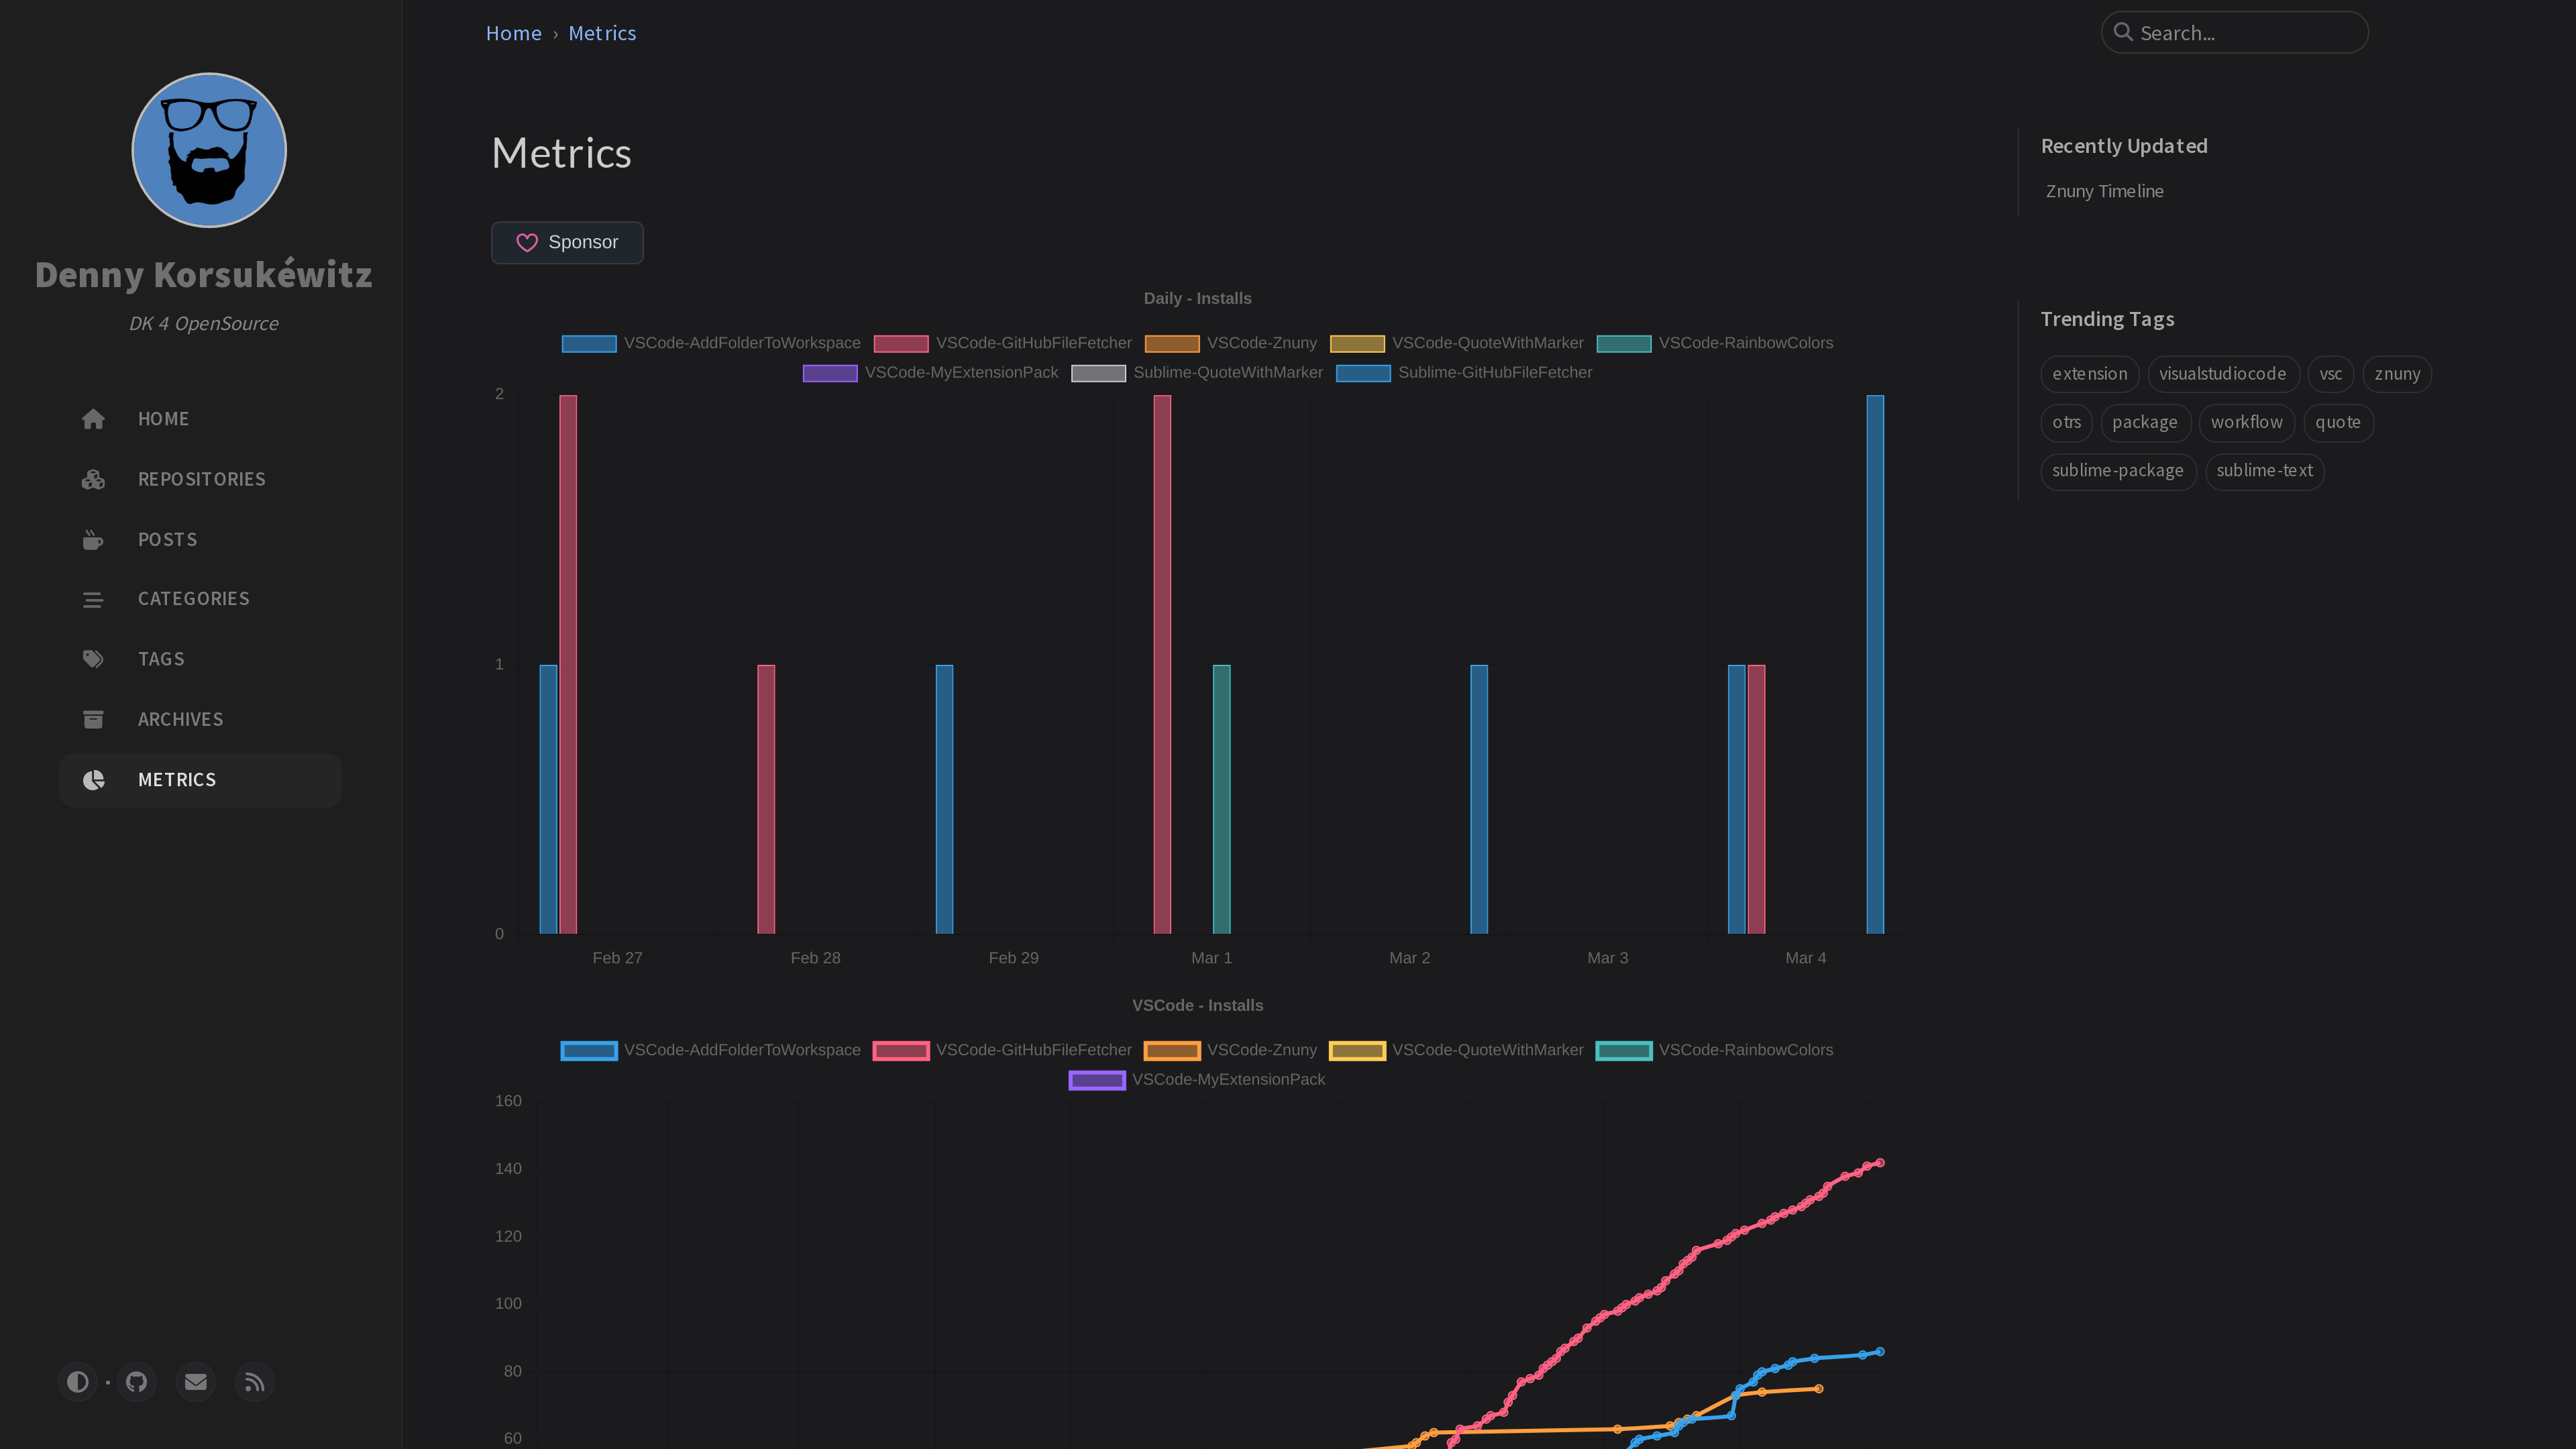 Denny Korsukéwitz
DK 4 OpenSource
HOME
REPOSITORIES
POSTS
CATEGORIES
TAGS
ARCHIVES
METRICS
Home › Metrics
Search...
Metrics
Sponsor
Daily - Installs
VSCode-AddFolderToWorkspace VSCode-GitHubFileFetcher VSCode-Znuny VSCode-QuoteWithMarker VSCode-RainbowColors
VSCode-MyExtensionPack Sublime-QuoteWithMarker Sublime-GitHubFileFetcher
2
1
0
Feb 27 Feb 28 Feb 29 Mar 1 Mar 2 Mar 3 Mar 4
VSCode - Installs
VSCode-AddFolderToWorkspace VSCode-GitHubFileFetcher VSCode-Znuny VSCode-QuoteWithMarker VSCode-RainbowColors
VSCode-MyExtensionPack
160
140
120
100
80
60
Recently Updated
Znuny Timeline
Trending Tags
extension visualstudiocode vsc znuny
otrs package workflow quote
sublime-package sublime-text